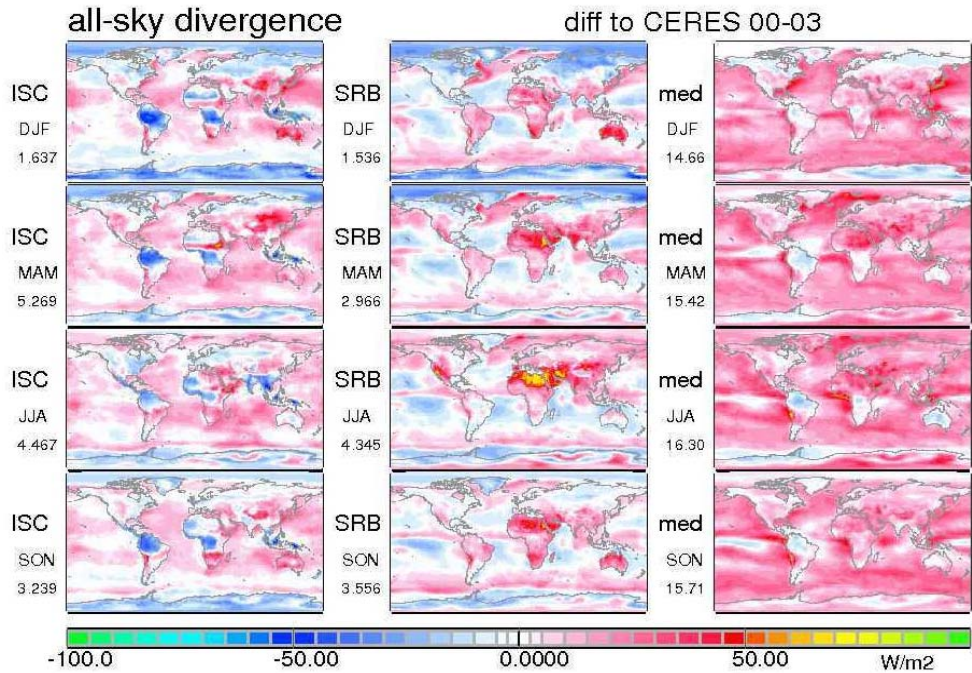 all-sky divergence diff to CERES 00-03
ISC SRB med
DJF DJF DJF
1.637 1.536 14.66
ISC SRB med
MAM MAM MAM
5.269 2.966 15.42
ISC SRB med
JJA JJA JJA
4.467 4.345 16.30
ISC SRB med
SON SON SON
3.239 3.556 15.71
-100.0 -50.00 0.0000 50.00 W/m2